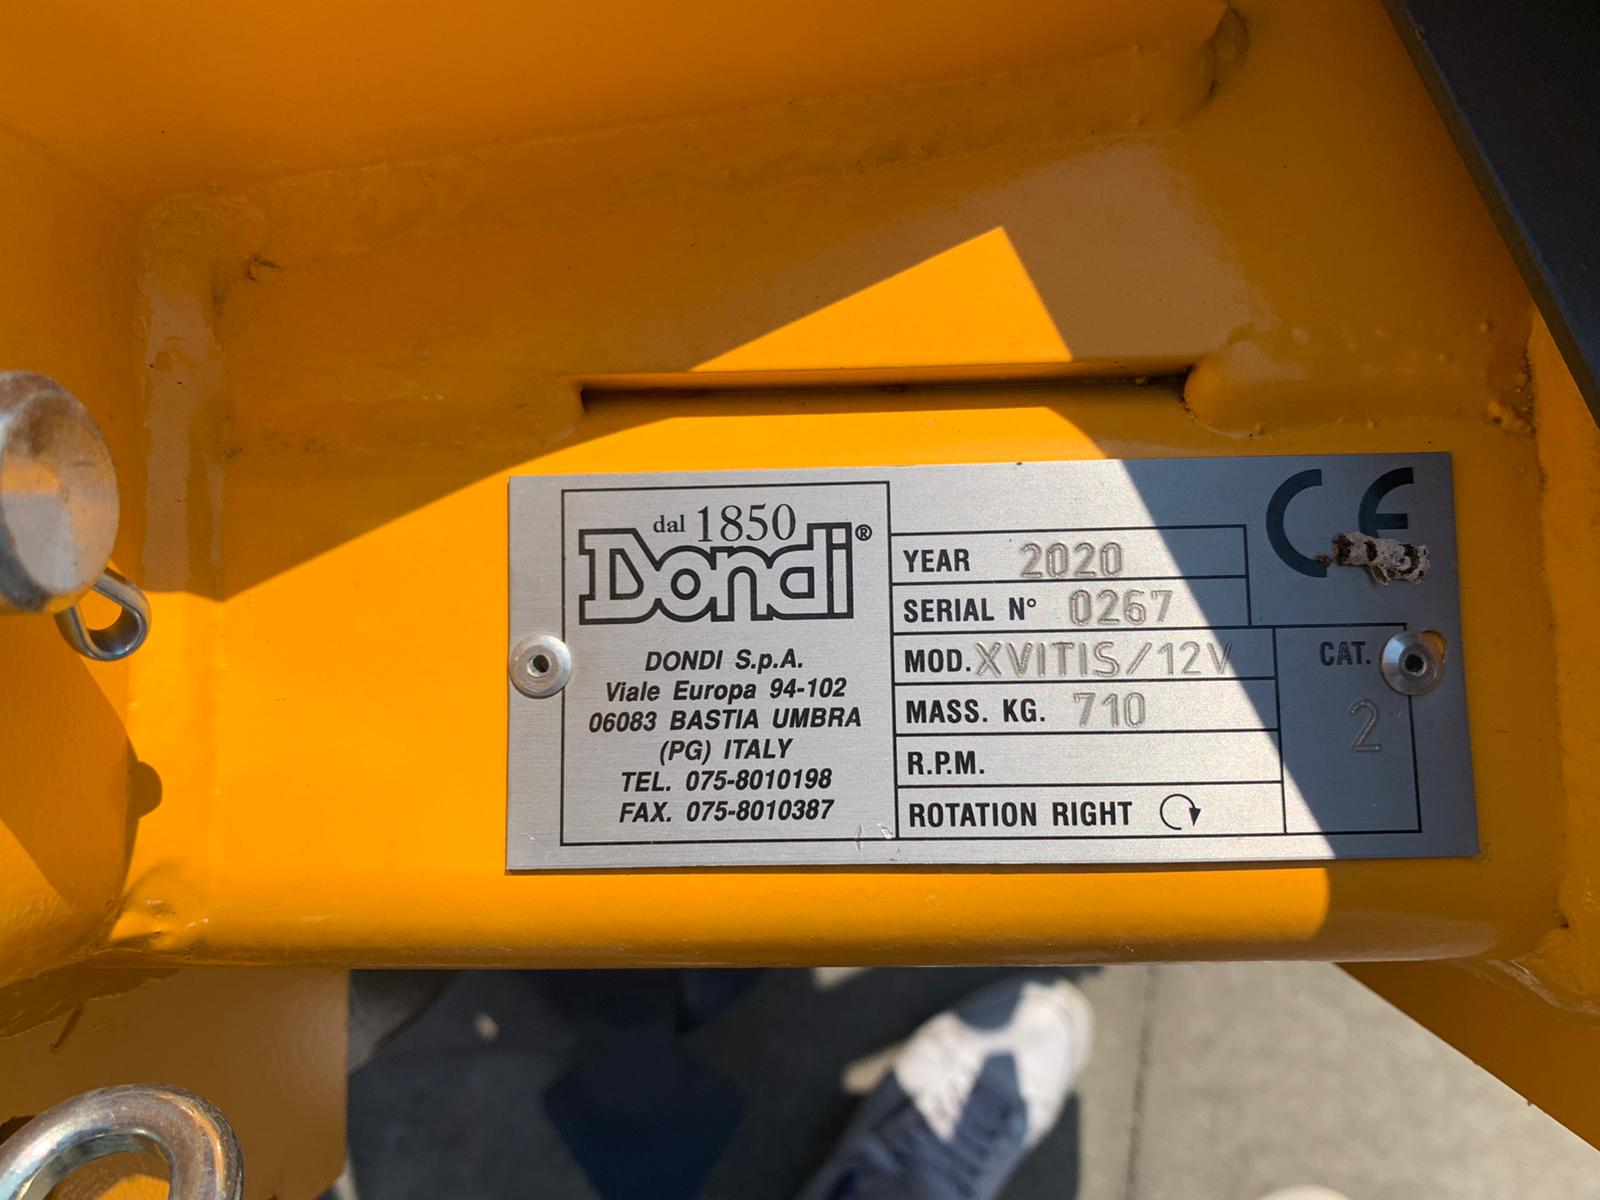 dal 1850
Dondi®
DONDI S.p.A.
Viale Europa 94-102
06083 BASTIA UMBRA
(PG) ITALY
TEL. 075-8010198
FAX. 075-8010387
CE
YEAR 2020
SERIAL N° 0267
MOD. XVITIS/12V
MASS. KG. 710
R.P.M.
ROTATION RIGHT
CAT.
2